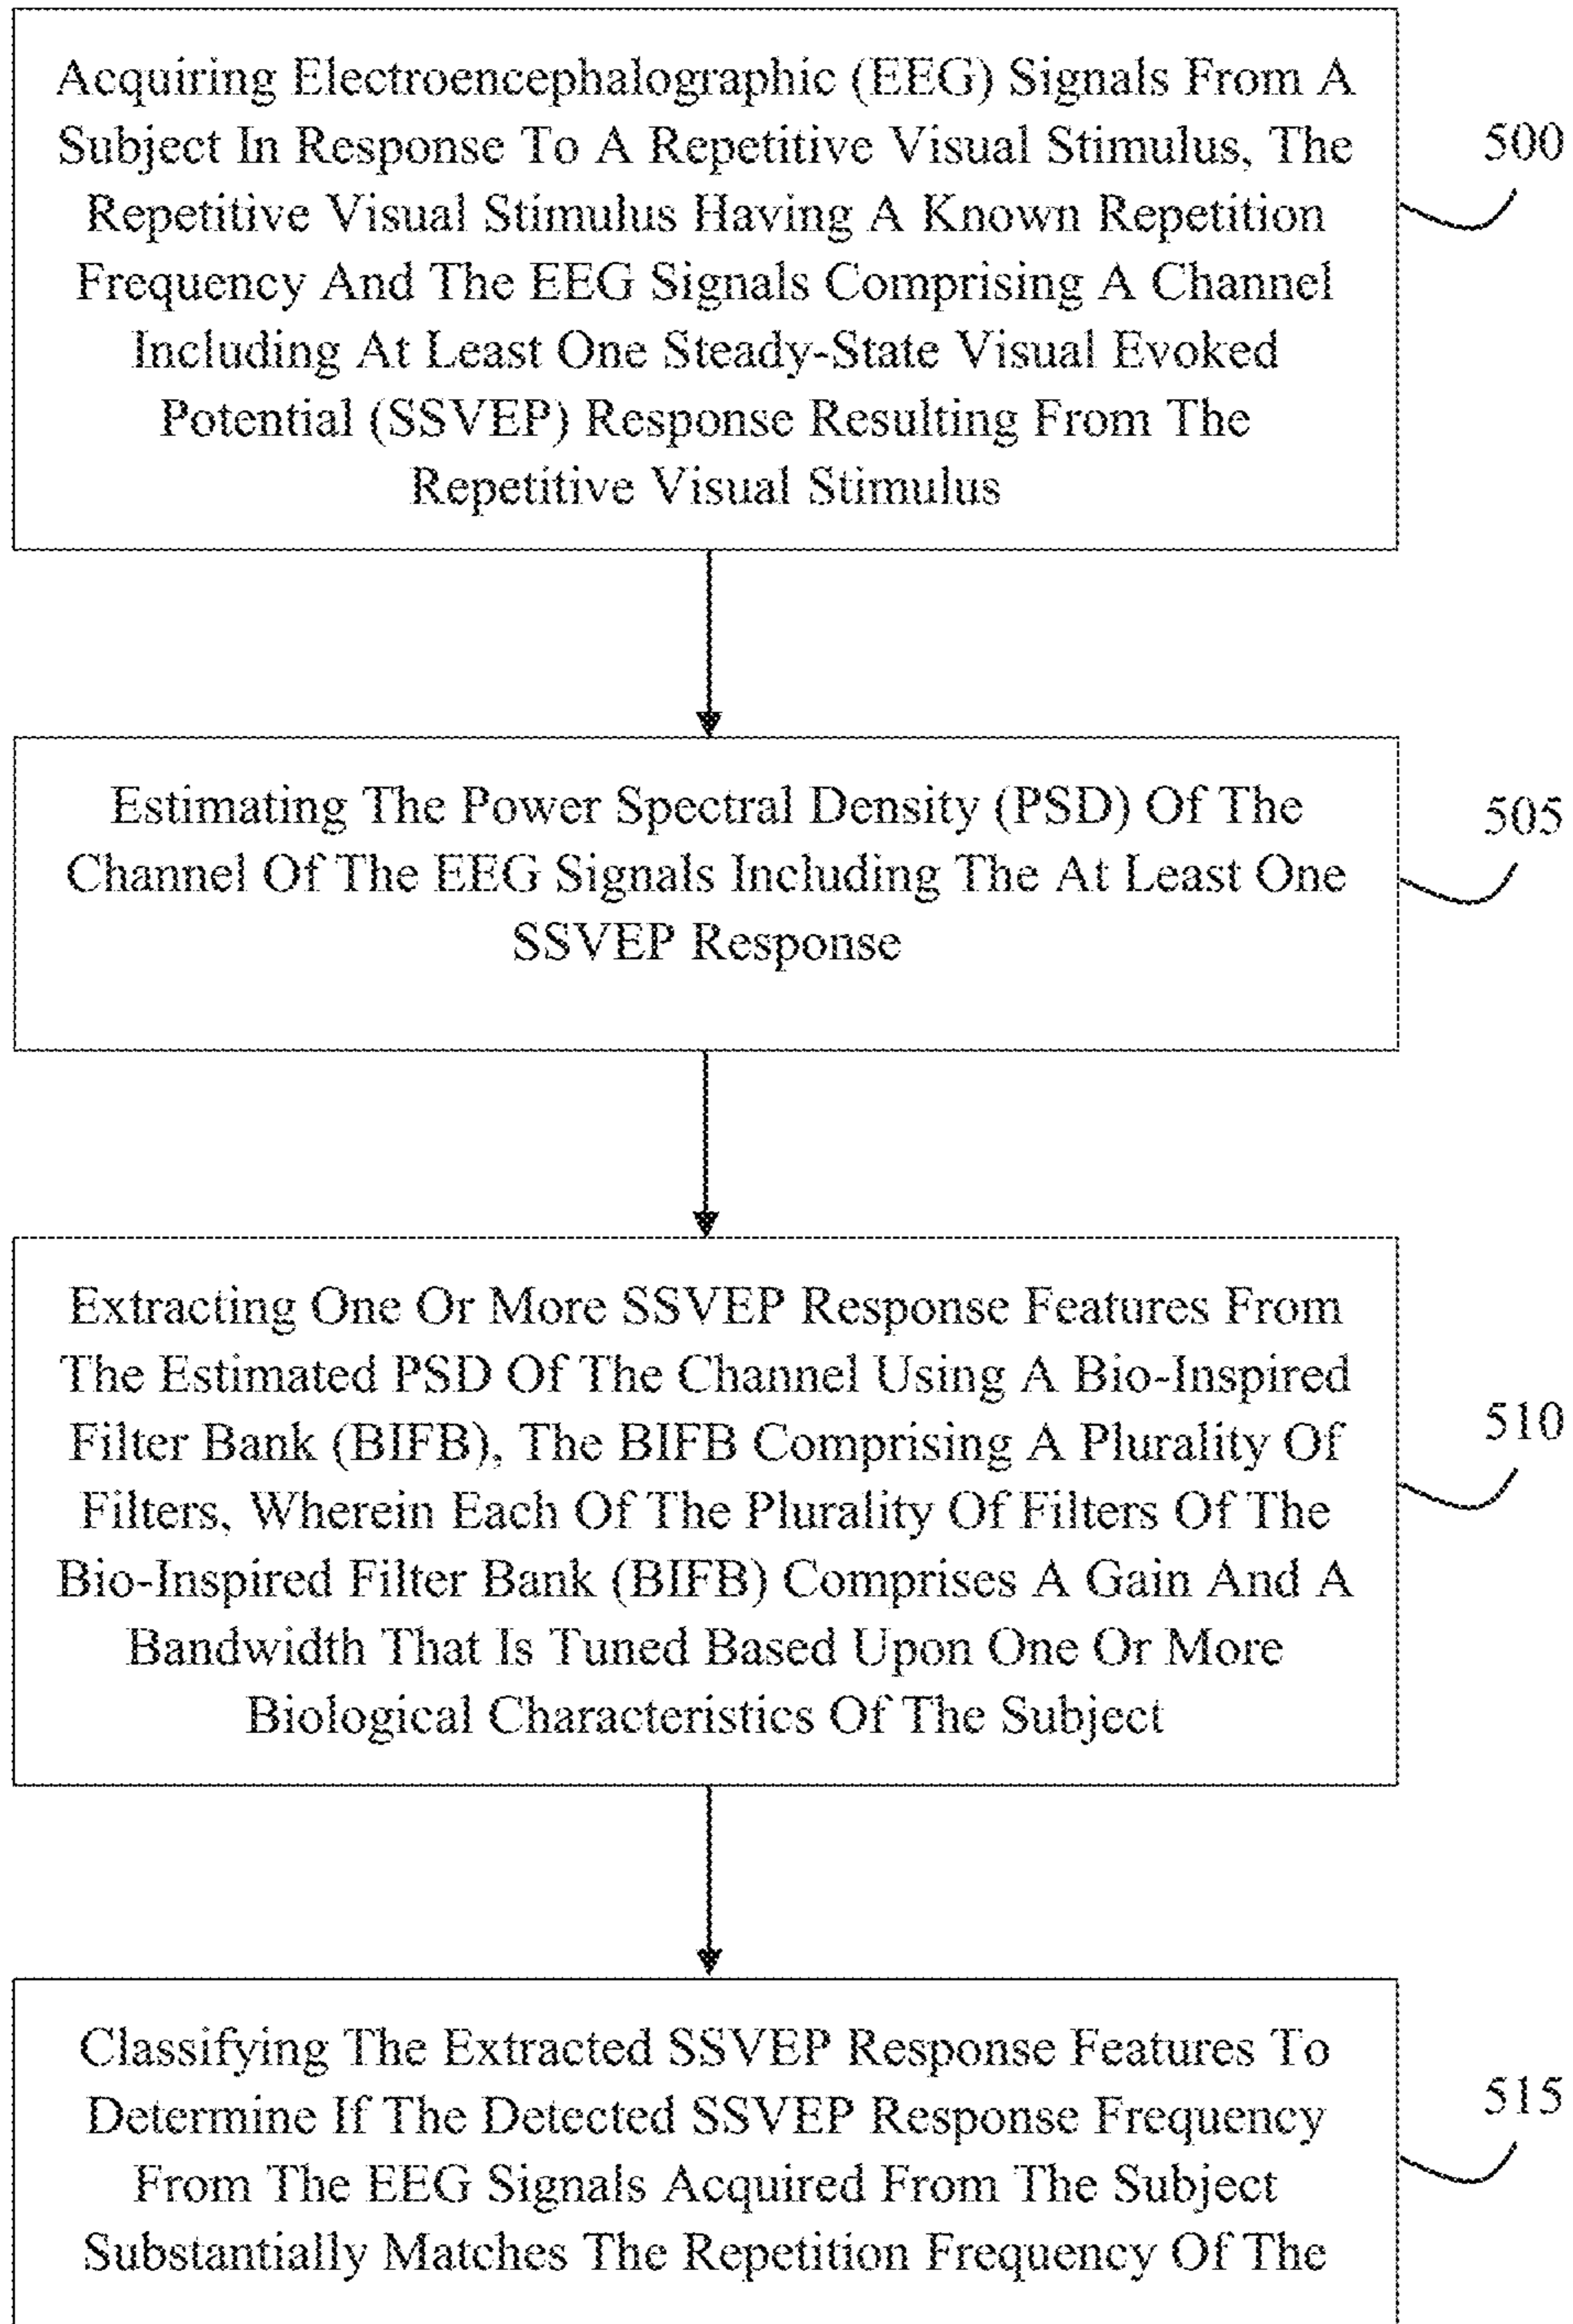 Acquiring Electroencephalographic (EEG) Signals From A
Subject In Response To A Repetitive Visual Stimulus, The
Repetitive Visual Stimulus Having A Known Repetition
Frequency And The EEG Signals Comprising A Channel
Including At Least One Steady-State Visual Evoked
Potential (SSVEP) Response Resulting From The
Repetitive Visual Stimulus
500
Estimating The Power Spectral Density (PSD) Of The
Channel Of The EEG Signals Including The At Least One
SSVEP Response
505
Extracting One Or More SSVEP Response Features From
The Estimated PSD Of The Channel Using A Bio-Inspired
Filter Bank (BIFB), The BIFB Comprising A Plurality Of
Filters, Wherein Each Of The Plurality Of Filters Of The
Bio-Inspired Filter Bank (BIFB) Comprises A Gain And A
Bandwidth That Is Tuned Based Upon One Or More
Biological Characteristics Of The Subject
510
Classifying The Extracted SSVEP Response Features To
Determine If The Detected SSVEP Response Frequency
From The EEG Signals Acquired From The Subject
Substantially Matches The Repetition Frequency Of The
515